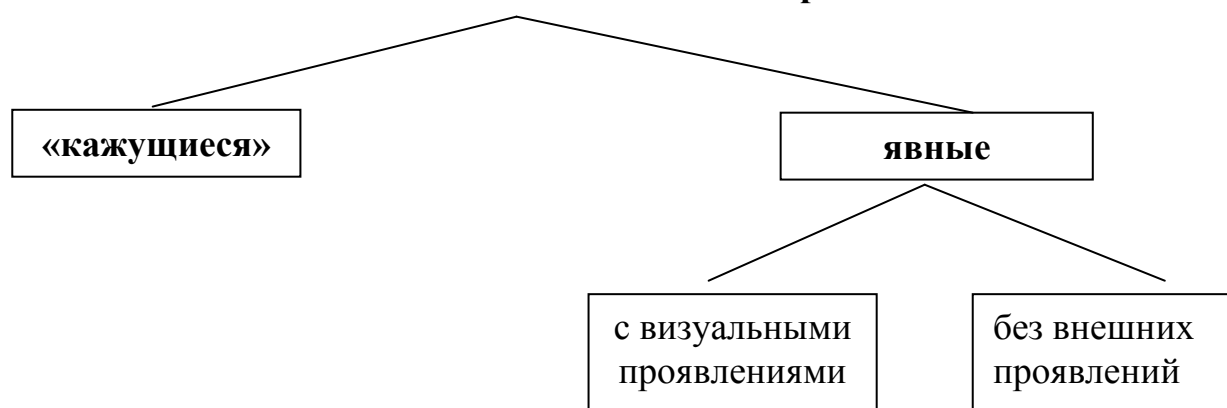 «кажущиеся»
явные
с визуальными
проявлениями
без внешних
проявлений